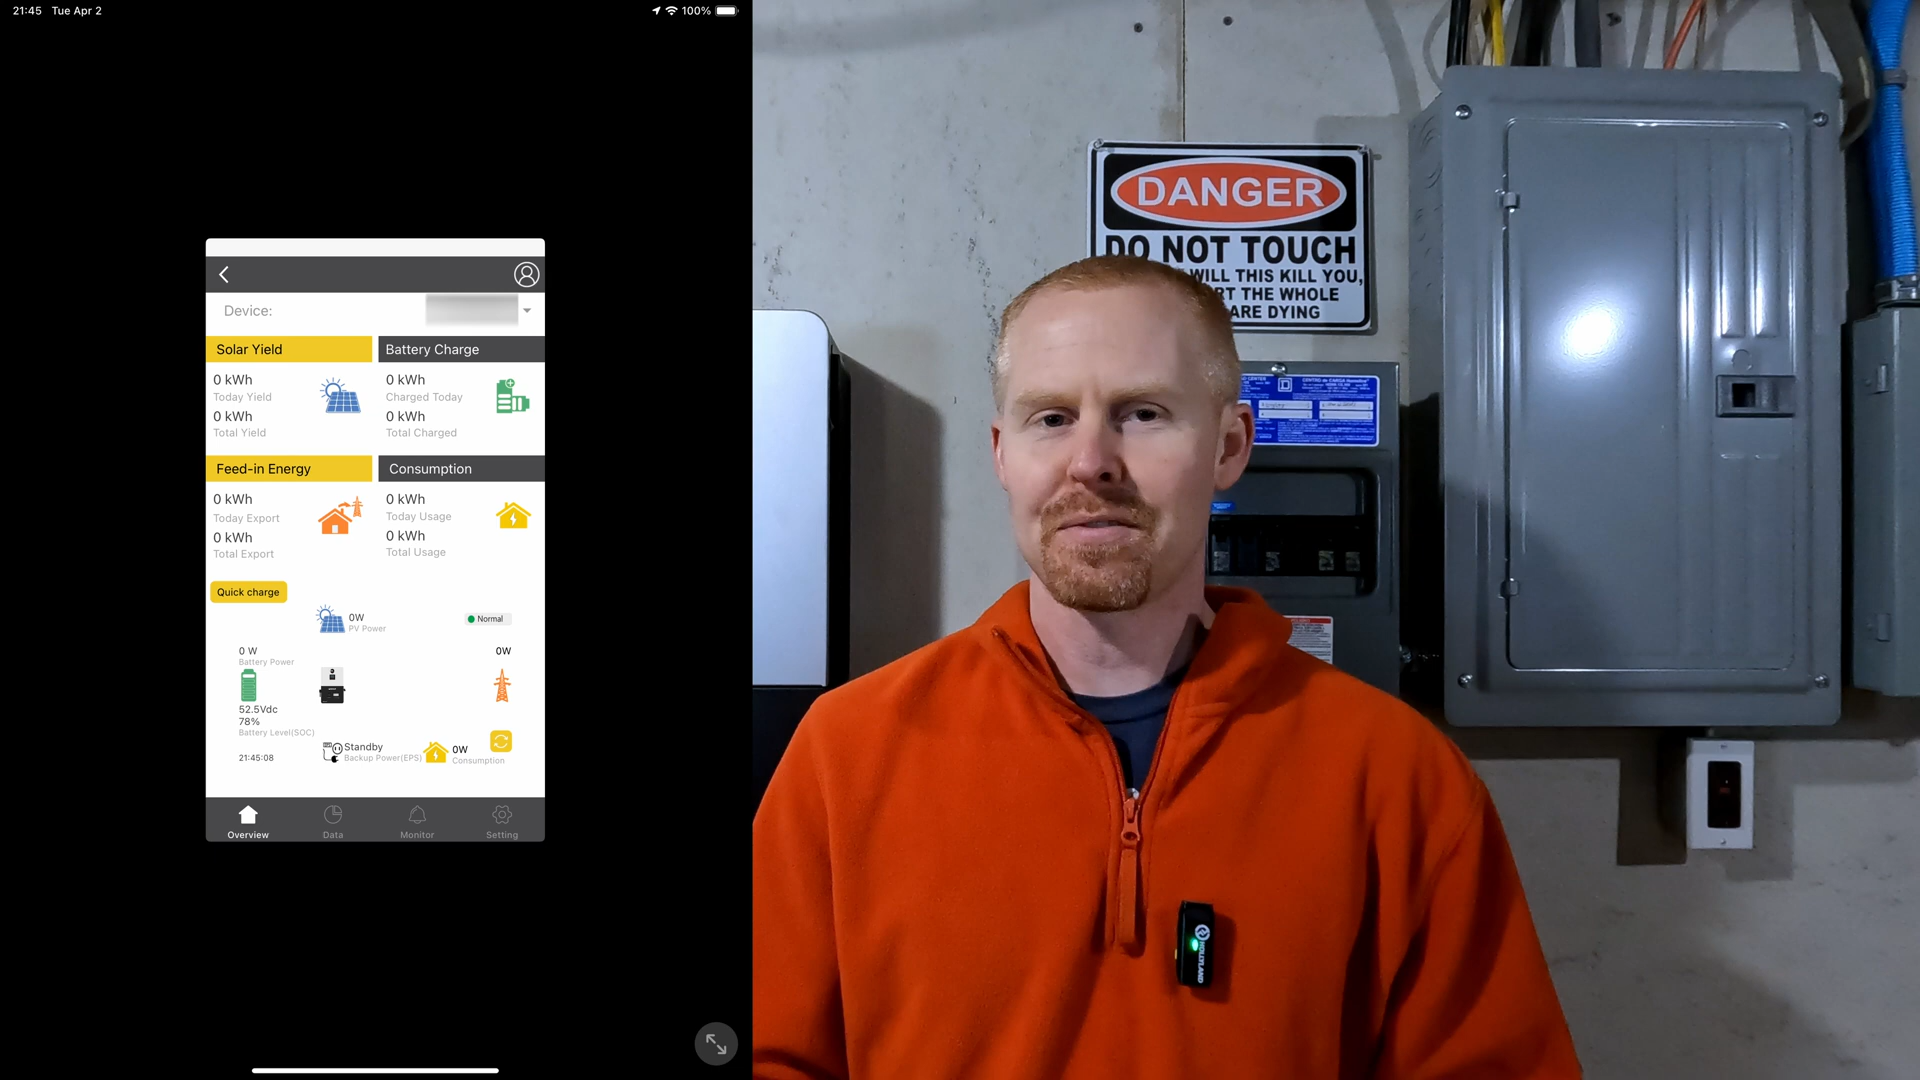 21:45 Tue Apr 2
100%
Device:
Solar Yield
Battery Charge
0 kWh
Today Yield
0 kWh
Total Yield
0 kWh
Charged Today
0 kWh
Total Charged
Feed-in Energy
Consumption
0 kWh
Today Export
0 kWh
Total Export
0 kWh
Today Usage
0 kWh
Total Usage
Quick charge
0W
PV Power
Normal
0 W
Battery Power
0W
52.5Vdc
78%
Battery Level(SOC)
Standby
Backup Power(EPS)
0W
Consumption
21:45:08
Overview
Data
Monitor
Setting
DANGER
DO NOT TOUCH
WILL THIS KILL YOU,
THE WHOLE
ARE DYING
HOLLYLAND